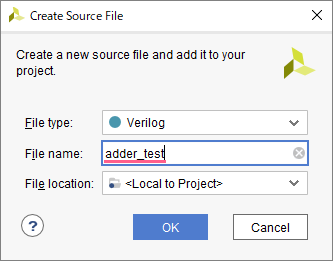 Create Source File
Create a new source file and add it to your
project.
File type: Verilog
File name: adder_test
File location: <Local to Project>
? OK Cancel